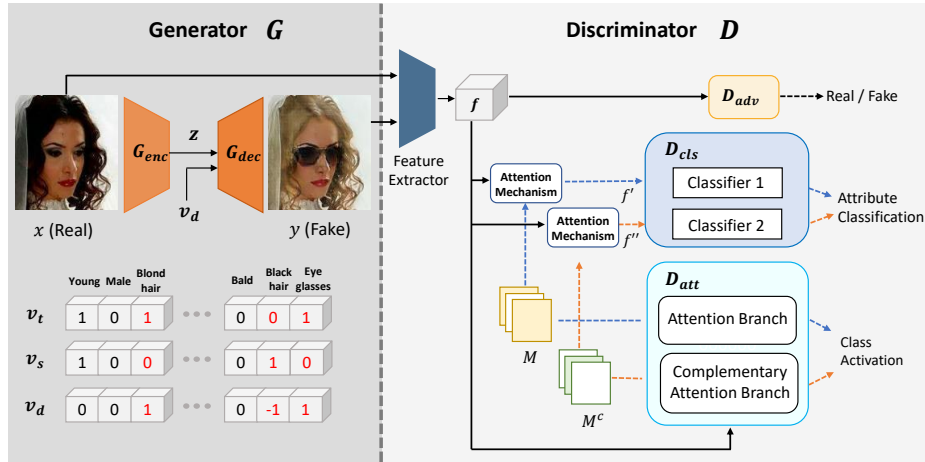 Generator G
Discriminator D
G_enc
z
G_dec
v_d
x (Real)
y (Fake)
Feature
Extractor
f
D_adv
Real / Fake
Attention
Mechanism
f'
Attention
Mechanism
f''
D_cls
Classifier 1
Classifier 2
Attribute
Classification
M
M^c
D_att
Attention Branch
Complementary
Attention Branch
Class
Activation
Young Male Blond hair Bald Black hair Eye glasses
v_t 1 0 1 ••• 0 0 1
v_s 1 0 0 ••• 0 1 0
v_d 0 0 1 ••• 0 -1 1